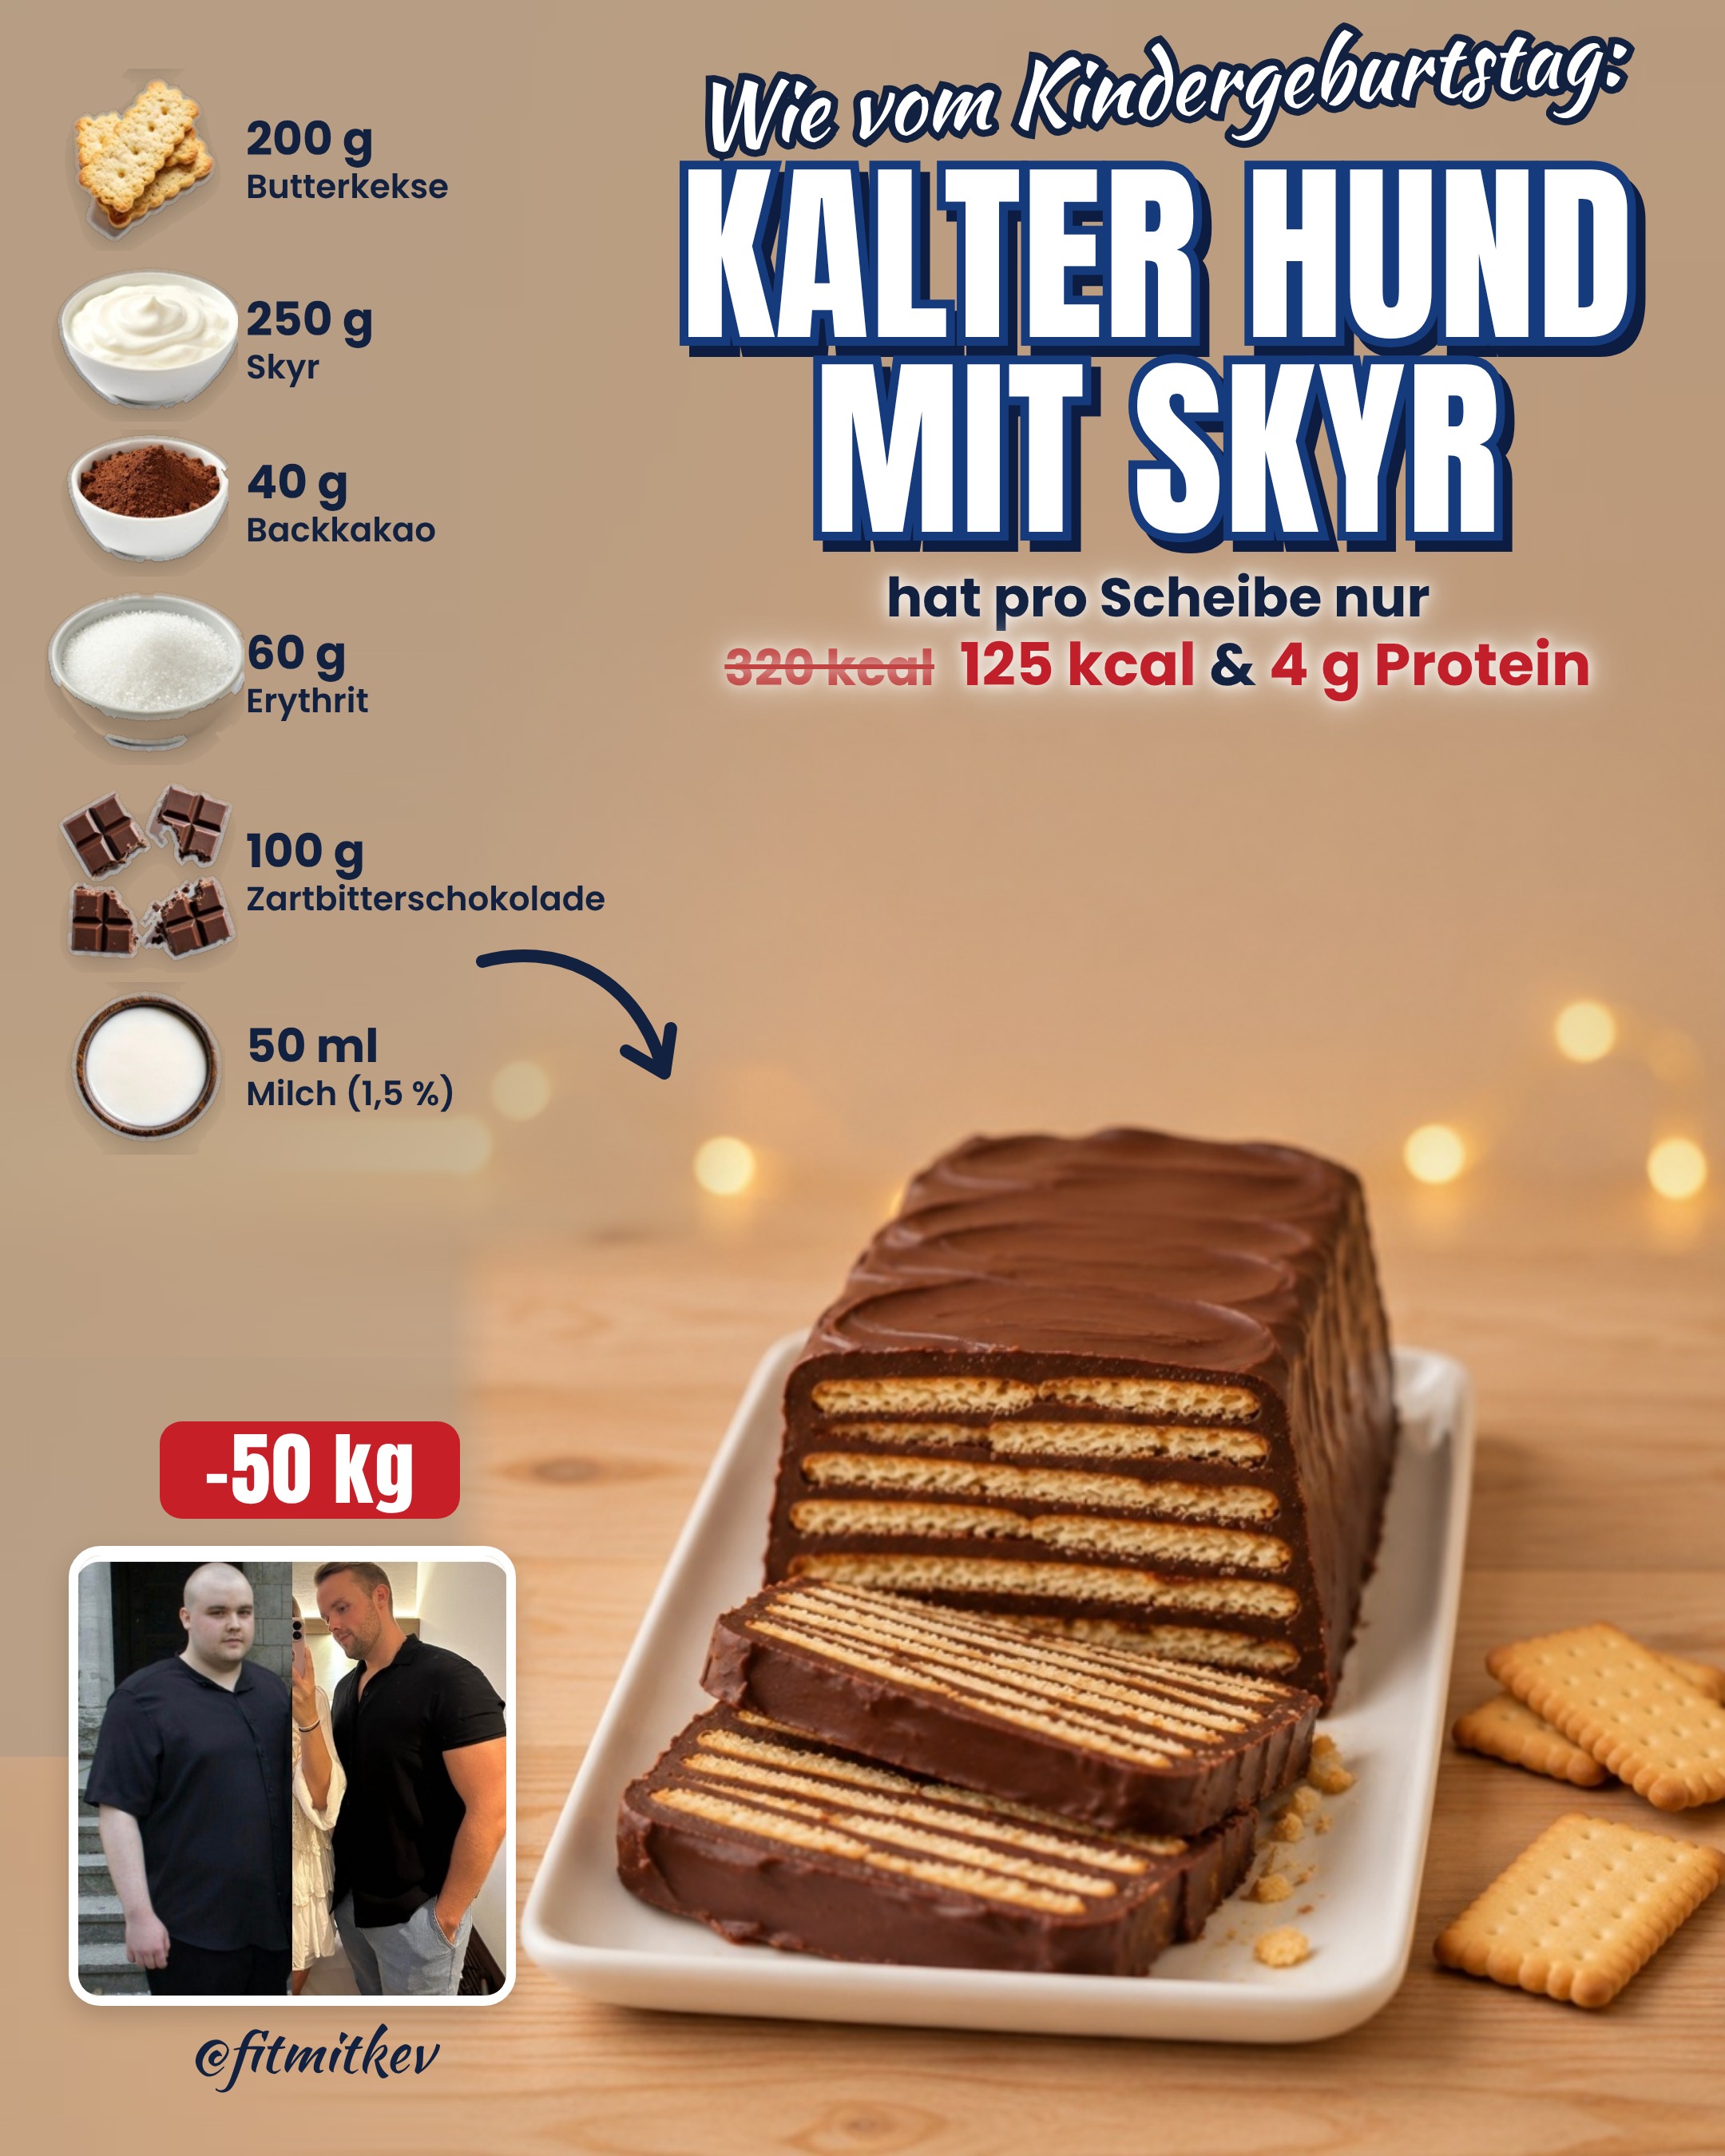 Wie vom Kindergeburtstag:
KALTER HUND
MIT SKYR
hat pro Scheibe nur
320 kcal 125 kcal & 4 g Protein
200 g
Butterkekse
250 g
Skyr
40 g
Backkakao
60 g
Erythrit
100 g
Zartbitterschokolade
50 ml
Milch (1,5 %)
-50 kg
@fitmitkev